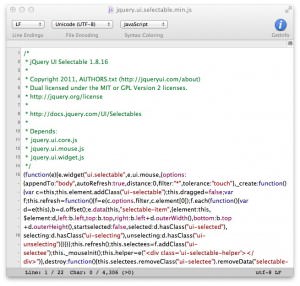 jquery.ui.selectable.min.js
LF
Unicode (UTF-8)
JavaScript
Line Endings
File Encoding
Syntax Coloring
Get Info
/*
* jQuery UI Selectable 1.8.16
*
* Copyright 2011, AUTHORS.txt (http://jqueryui.com/about)
* Dual licensed under the MIT or GPL Version 2 licenses.
* http://jquery.org/license
*
* http://docs.jquery.com/UI/Selectables
*
* Depends:
* jquery.ui.core.js
* jquery.ui.mouse.js
* jquery.ui.widget.js
*/
(function(e){e.widget("ui.selectable",e.ui.mouse,{options:
{appendTo:"body",autoRefresh:true,distance:0,filter:"*",tolerance:"touch"},_create:function()
{var c=this;this.element.addClass("ui-selectable");this.dragged=false;var
f;this.refresh=function(){f=e(c.options.filter,c.element[0]);f.each(function(){var
d=e(this),b=d.offset();e.data(this,"selectable-item",{element:this,
$element:d,left:b.left,top:b.top,right:b.left+d.outerWidth(),bottom:b.top
+d.outerHeight(),startselected:false,selected:d.hasClass("ui-selected"),
selecting:d.hasClass("ui-selecting"),unselecting:d.hasClass("ui-
unselecting")})})};this.refresh();this.selectees=f.addClass("ui-
selectee");this._mouseInit();this.helper=e("<div class='ui-selectable-helper'></
div>")},destroy:function(){this.selectees.removeClass("ui-selectee").removeData("selectable-
Line: 1 / 22 Char: 0 / 4,306 (+0)
utf-8 LF